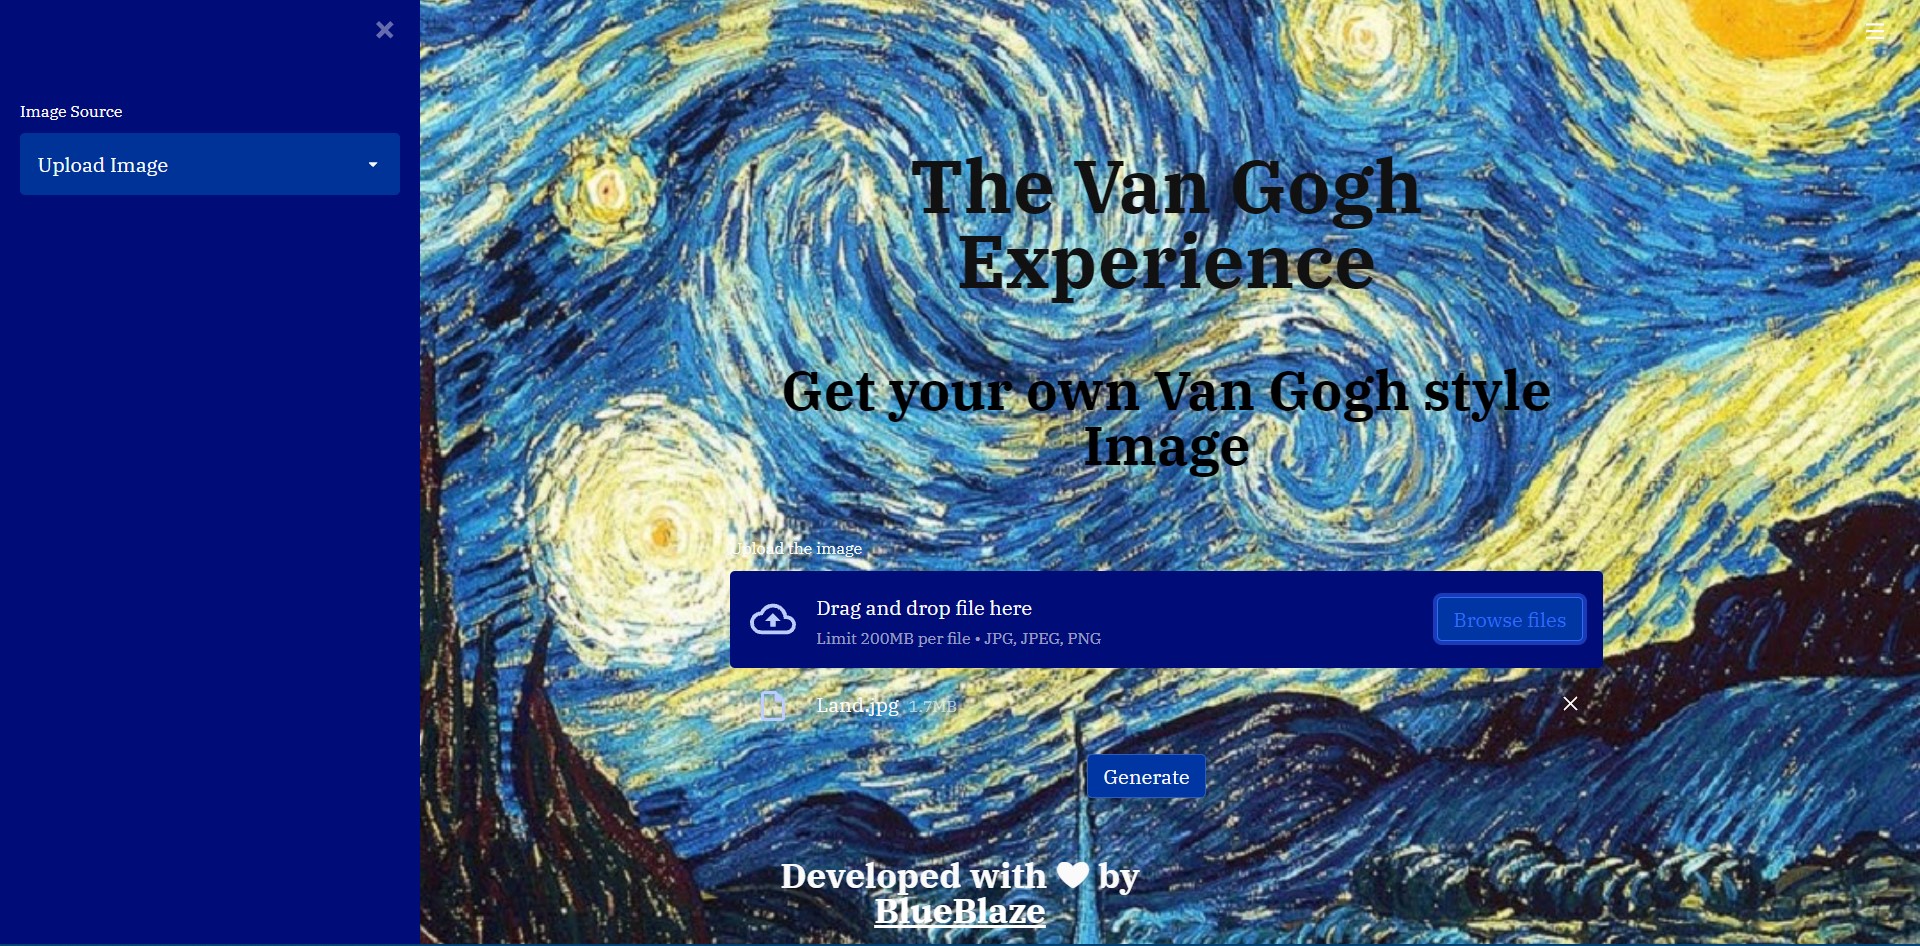 Image Source
Upload Image
The Van Gogh
Experience
Get your own Van Gogh style
Image
Upload the image
Drag and drop file here
Limit 200MB per file • JPG, JPEG, PNG
Browse files
Land.jpg 1.7MB
Generate
Developed with ❤ by
BlueBlaze